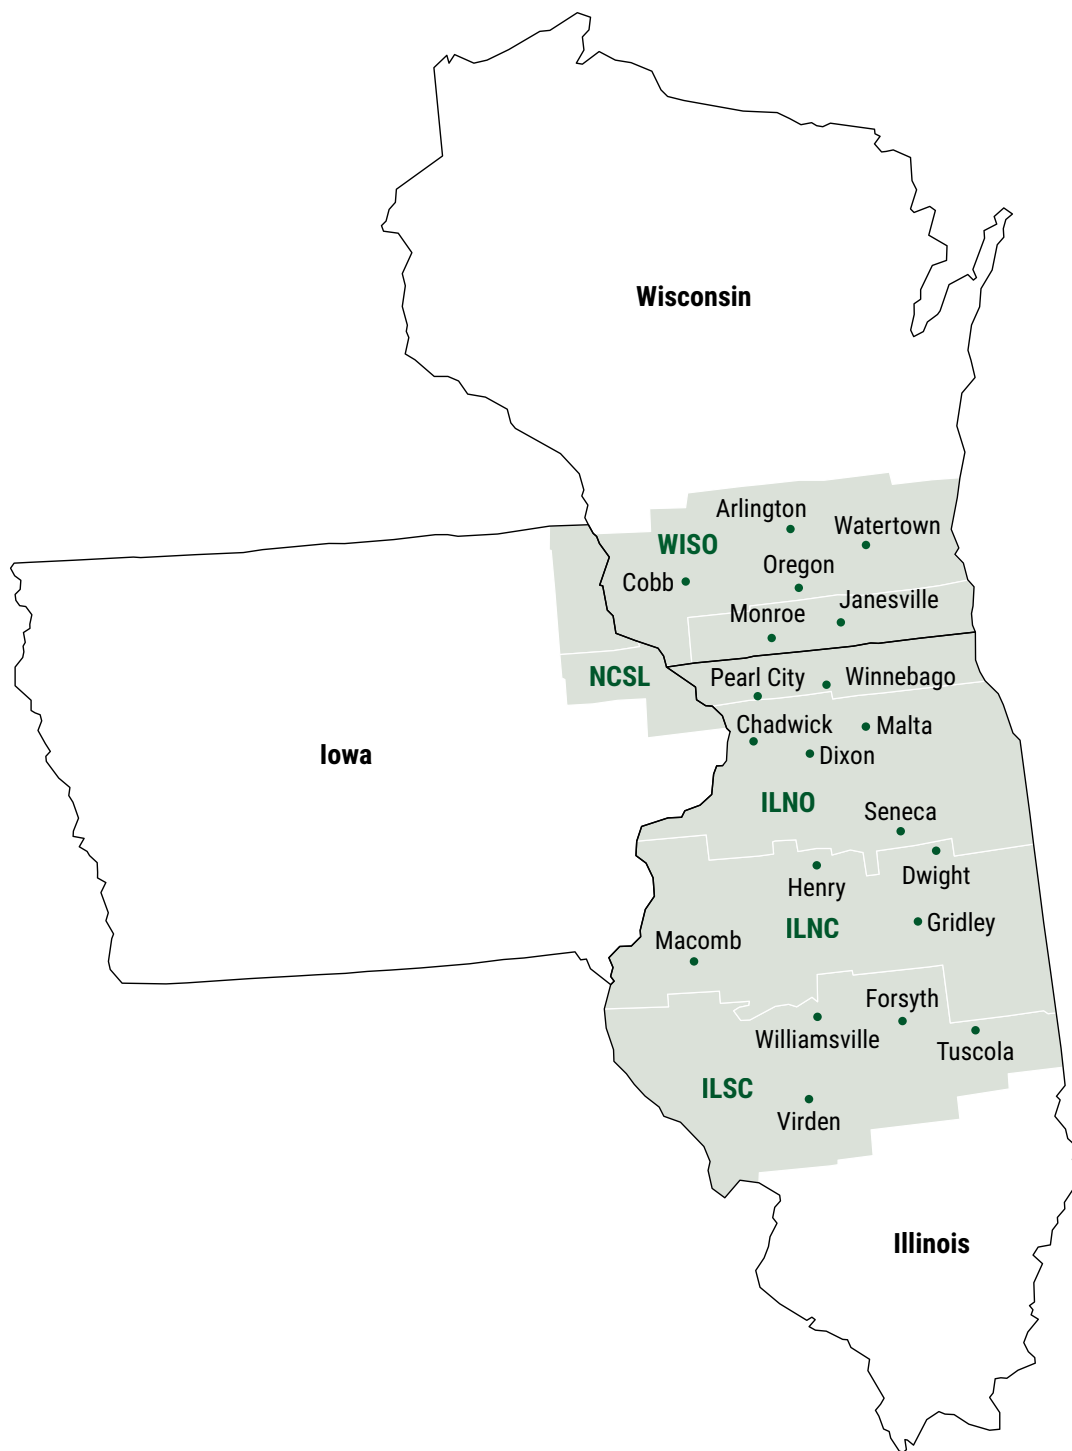 Wisconsin
Arlington
Watertown
WISO
Oregon
Cobb
Janesville
Monroe
NCSL
Pearl City
Winnebago
Chadwick
Malta
Iowa
Dixon
ILNO
Seneca
Dwight
Henry
Gridley
ILNC
Macomb
Forsyth
Williamsville
Tuscola
ILSC
Virden
Illinois